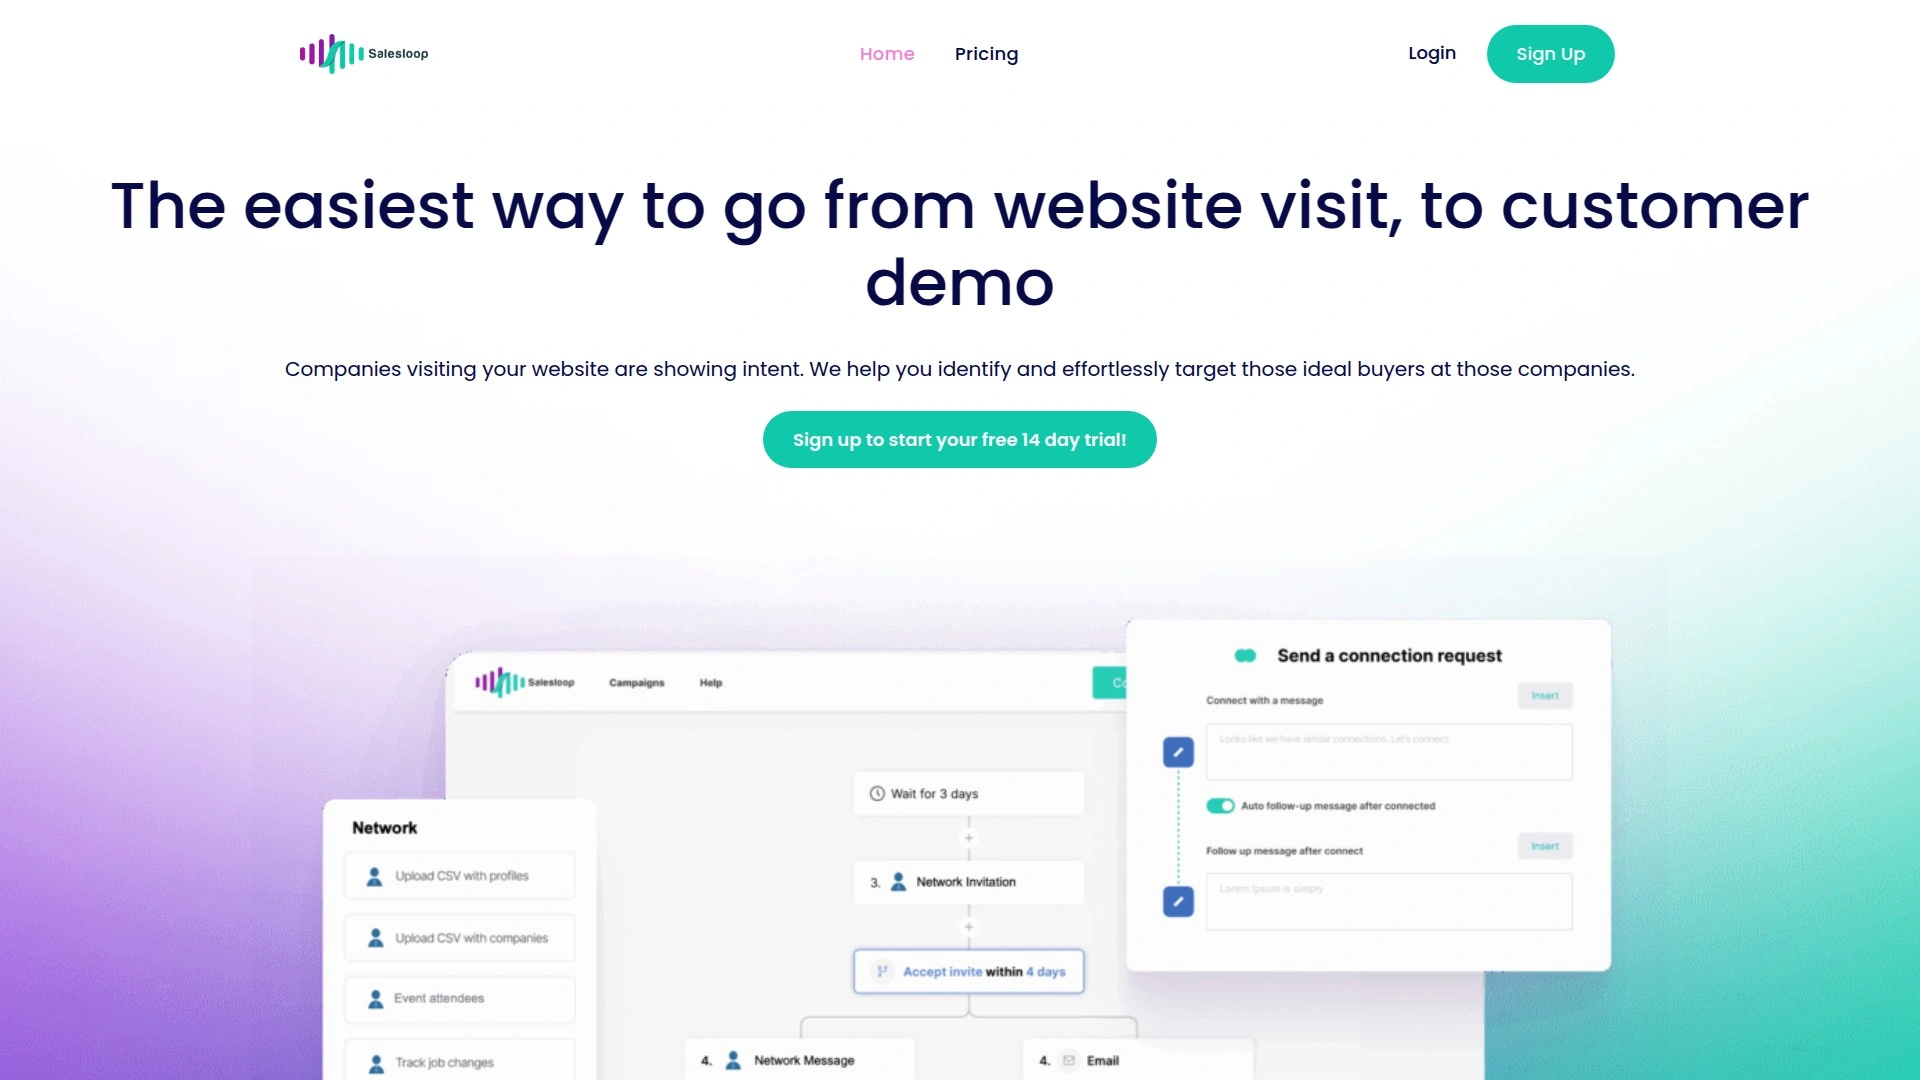 Salesloop
Home
Pricing
Login
Sign Up
The easiest way to go from website visit, to customer
demo
Companies visiting your website are showing intent. We help you identify and effortlessly target those ideal buyers at those companies.
Sign up to start your free 14 day trial!
Salesloop
Campaigns
Help
Wait for 3 days
3. Network Invitation
Accept invite within 4 days
4. Network Message
4. Email
Network
Upload CSV with profiles
Upload CSV with companies
Event attendees
Track job changes
Send a connection request
Connect with a message
Insert
Looks like we have similar connections. Let's connect.
Auto follow-up message after connected
Follow up message after connect
Insert
Lorem Ipsum is simply